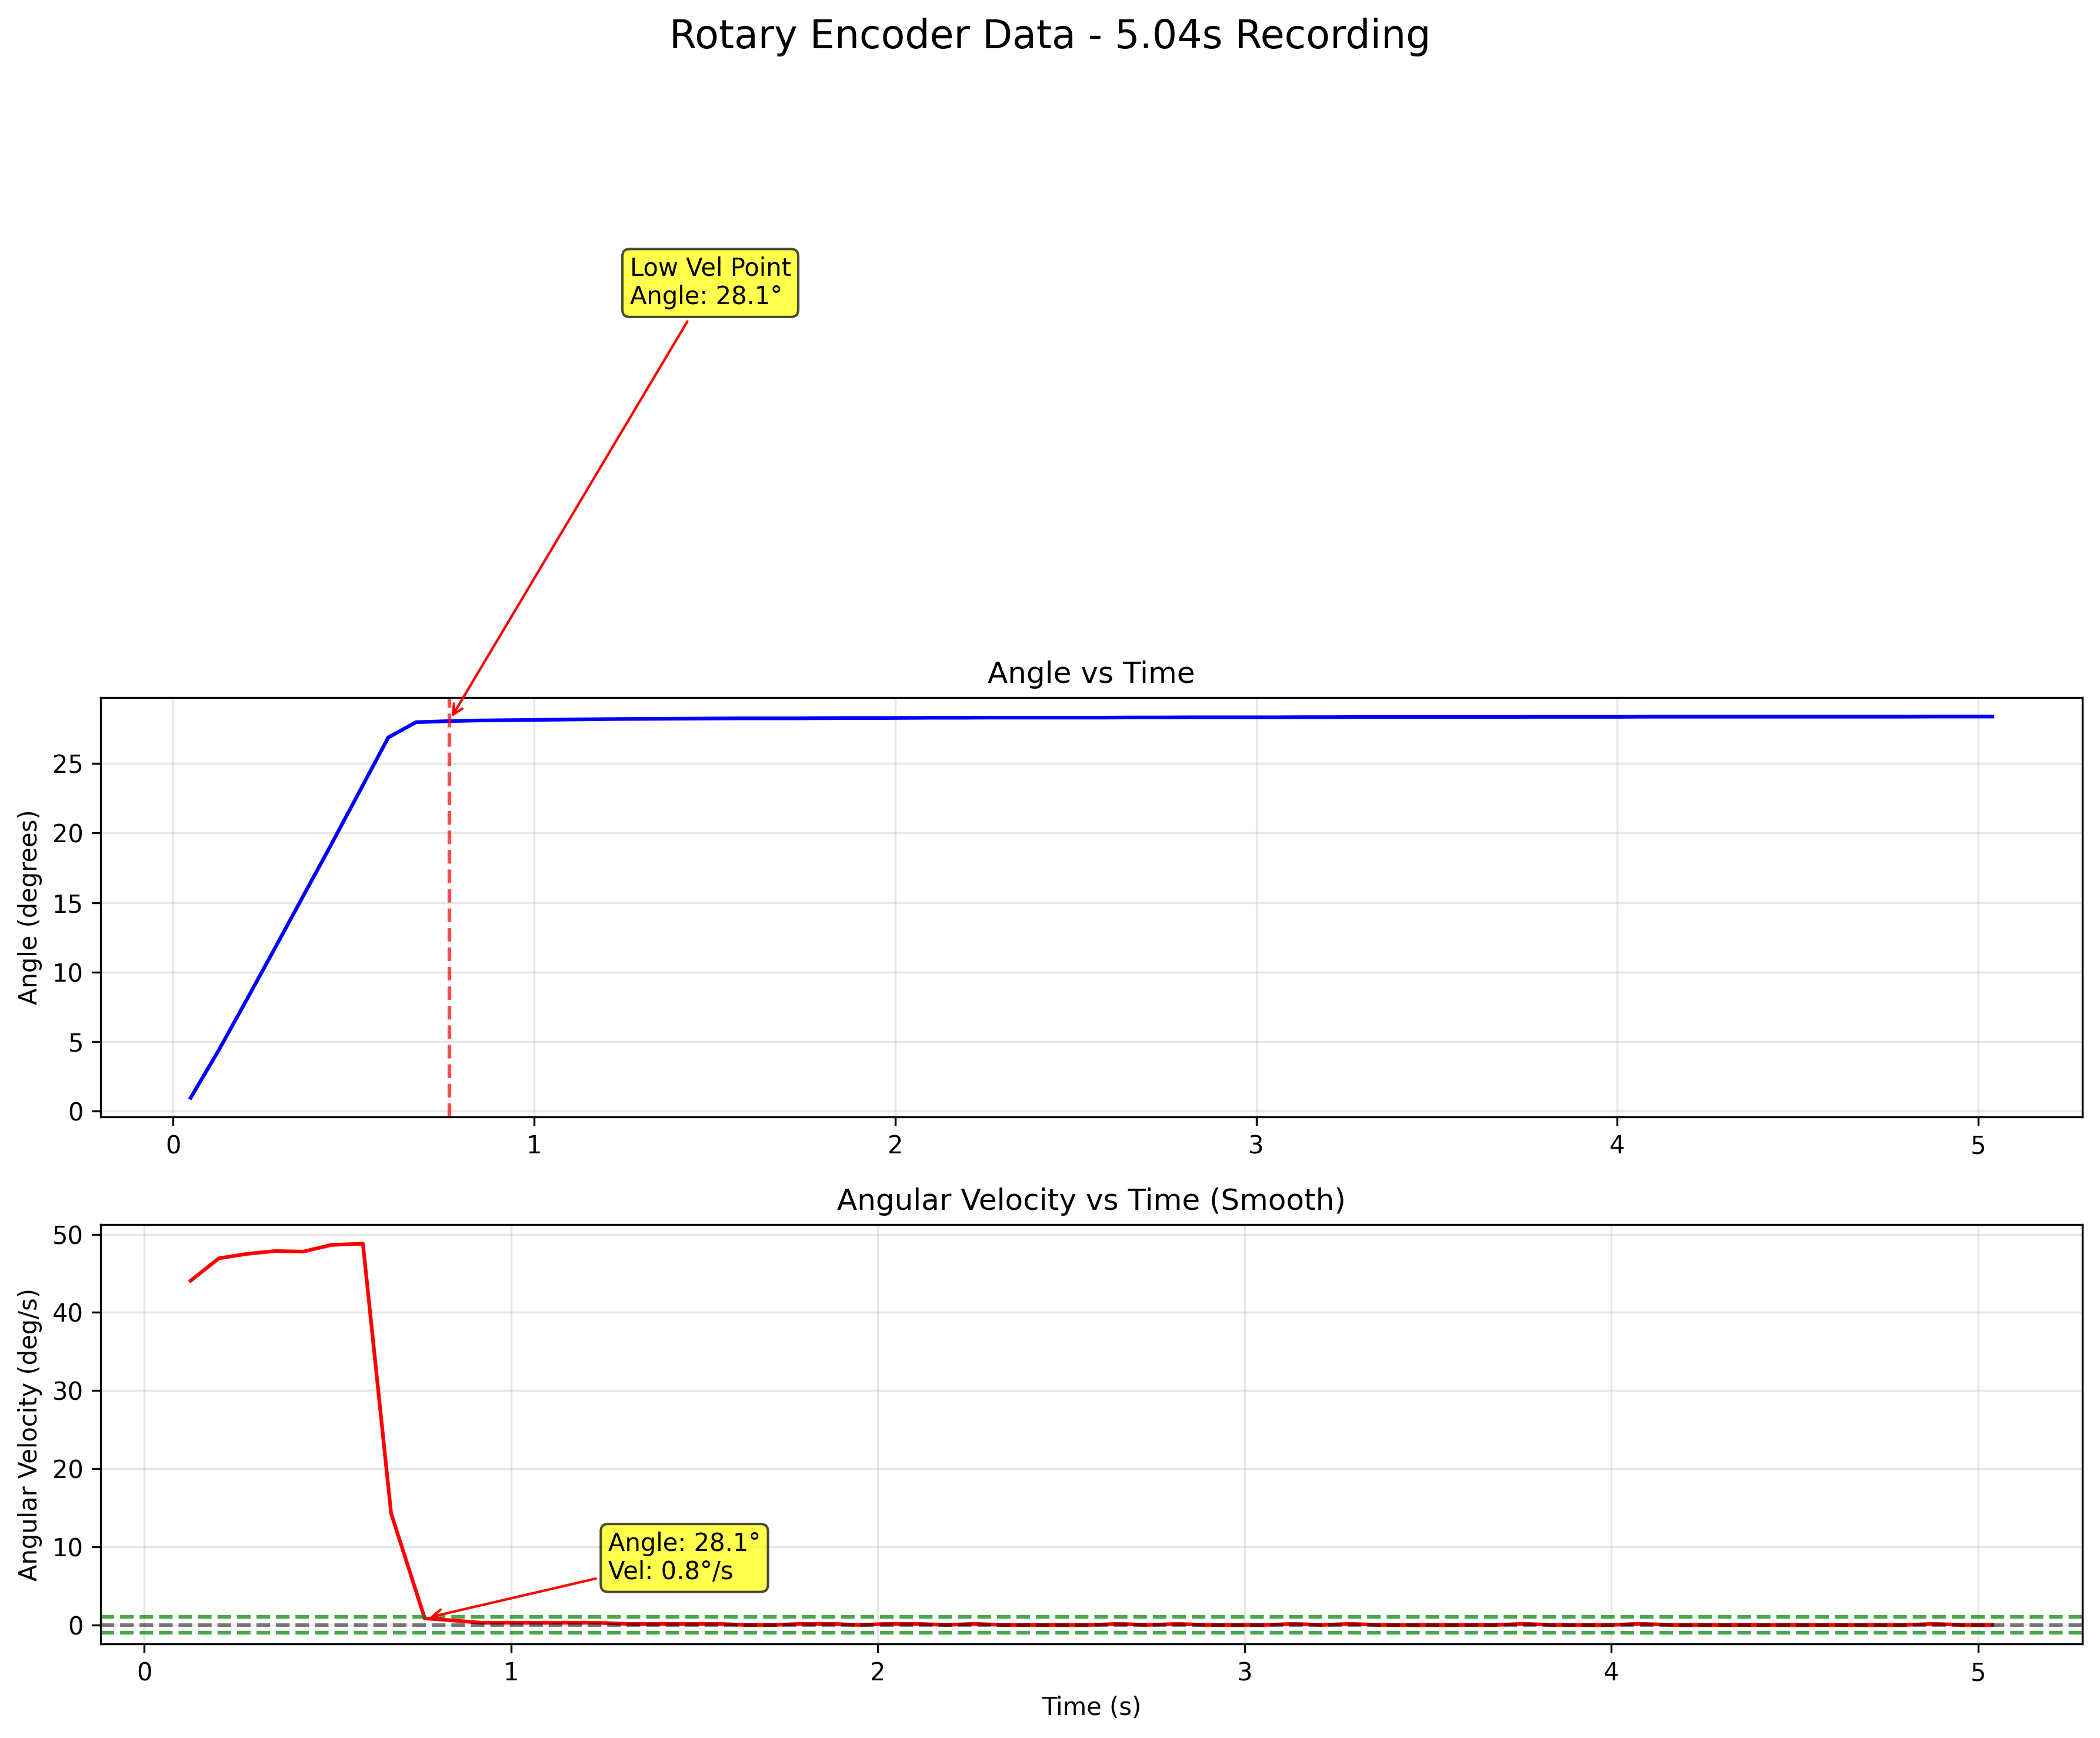 Rotary Encoder Data - 5.04s Recording
Low Vel Point
Angle: 28.1°
Angle vs Time
Angle (degrees)
25
20
15
10
5
0
0 1 2 3 4 5
Angular Velocity vs Time (Smooth)
Angular Velocity (deg/s)
50
40
30
20
10
0
Angle: 28.1°
Vel: 0.8°/s
0 1 2 3 4 5
Time (s)